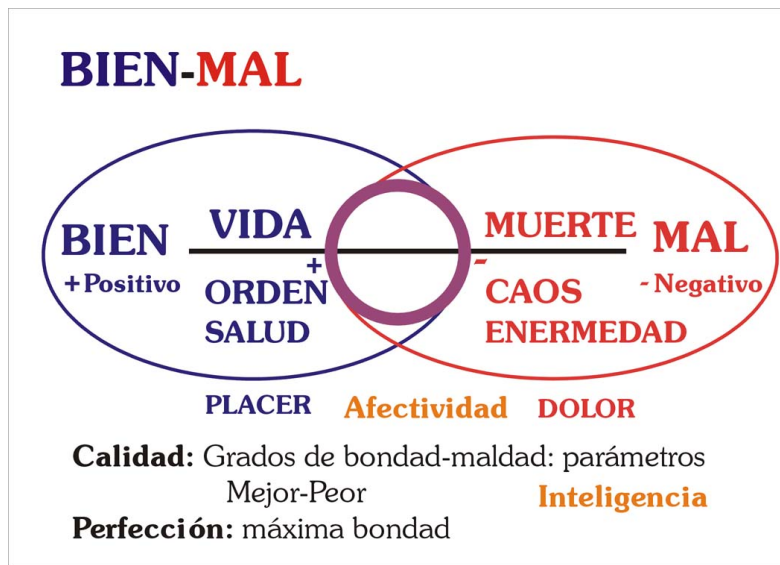 BIEN-MAL
VIDA
MUERTE
BIEN
MAL
+
-
+Positivo
- Negativo
ORDEN
CAOS
SALUD
ENERMEDAD
PLACER Afectividad DOLOR
Calidad: Grados de bondad-maldad: parámetros
Mejor-Peor
Inteligencia
Perfección: máxima bondad